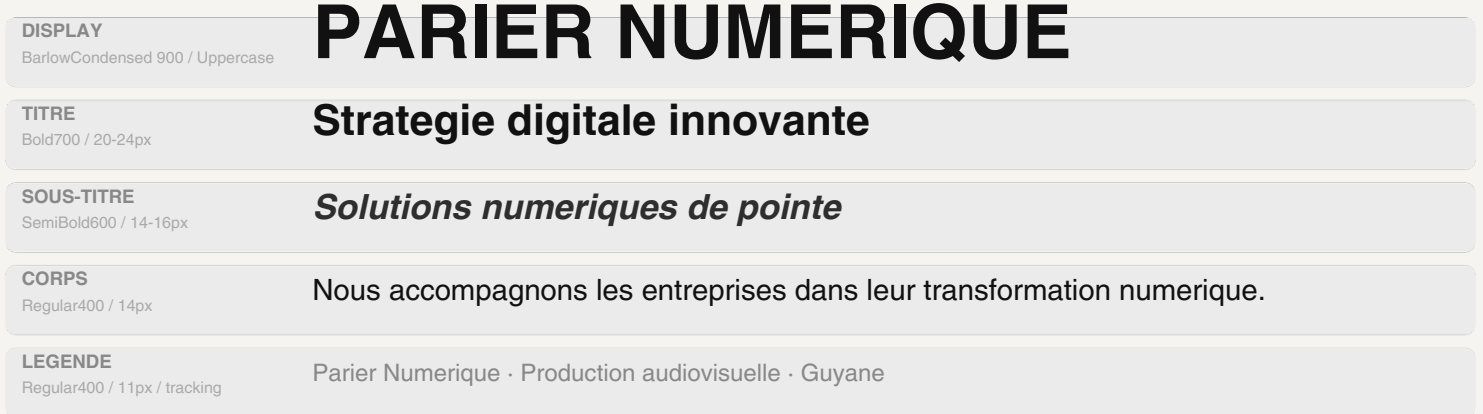 DISPLAY
BarlowCondensed 900 / Uppercase
PARIER NUMERIQUE
TITRE
Bold700 / 20-24px
Strategie digitale innovante
SOUS-TITRE
SemiBold600 / 14-16px
Solutions numeriques de pointe
CORPS
Regular400 / 14px
Nous accompagnons les entreprises dans leur transformation numerique.
LEGENDE
Regular400 / 11px / tracking
Parier Numerique · Production audiovisuelle · Guyane